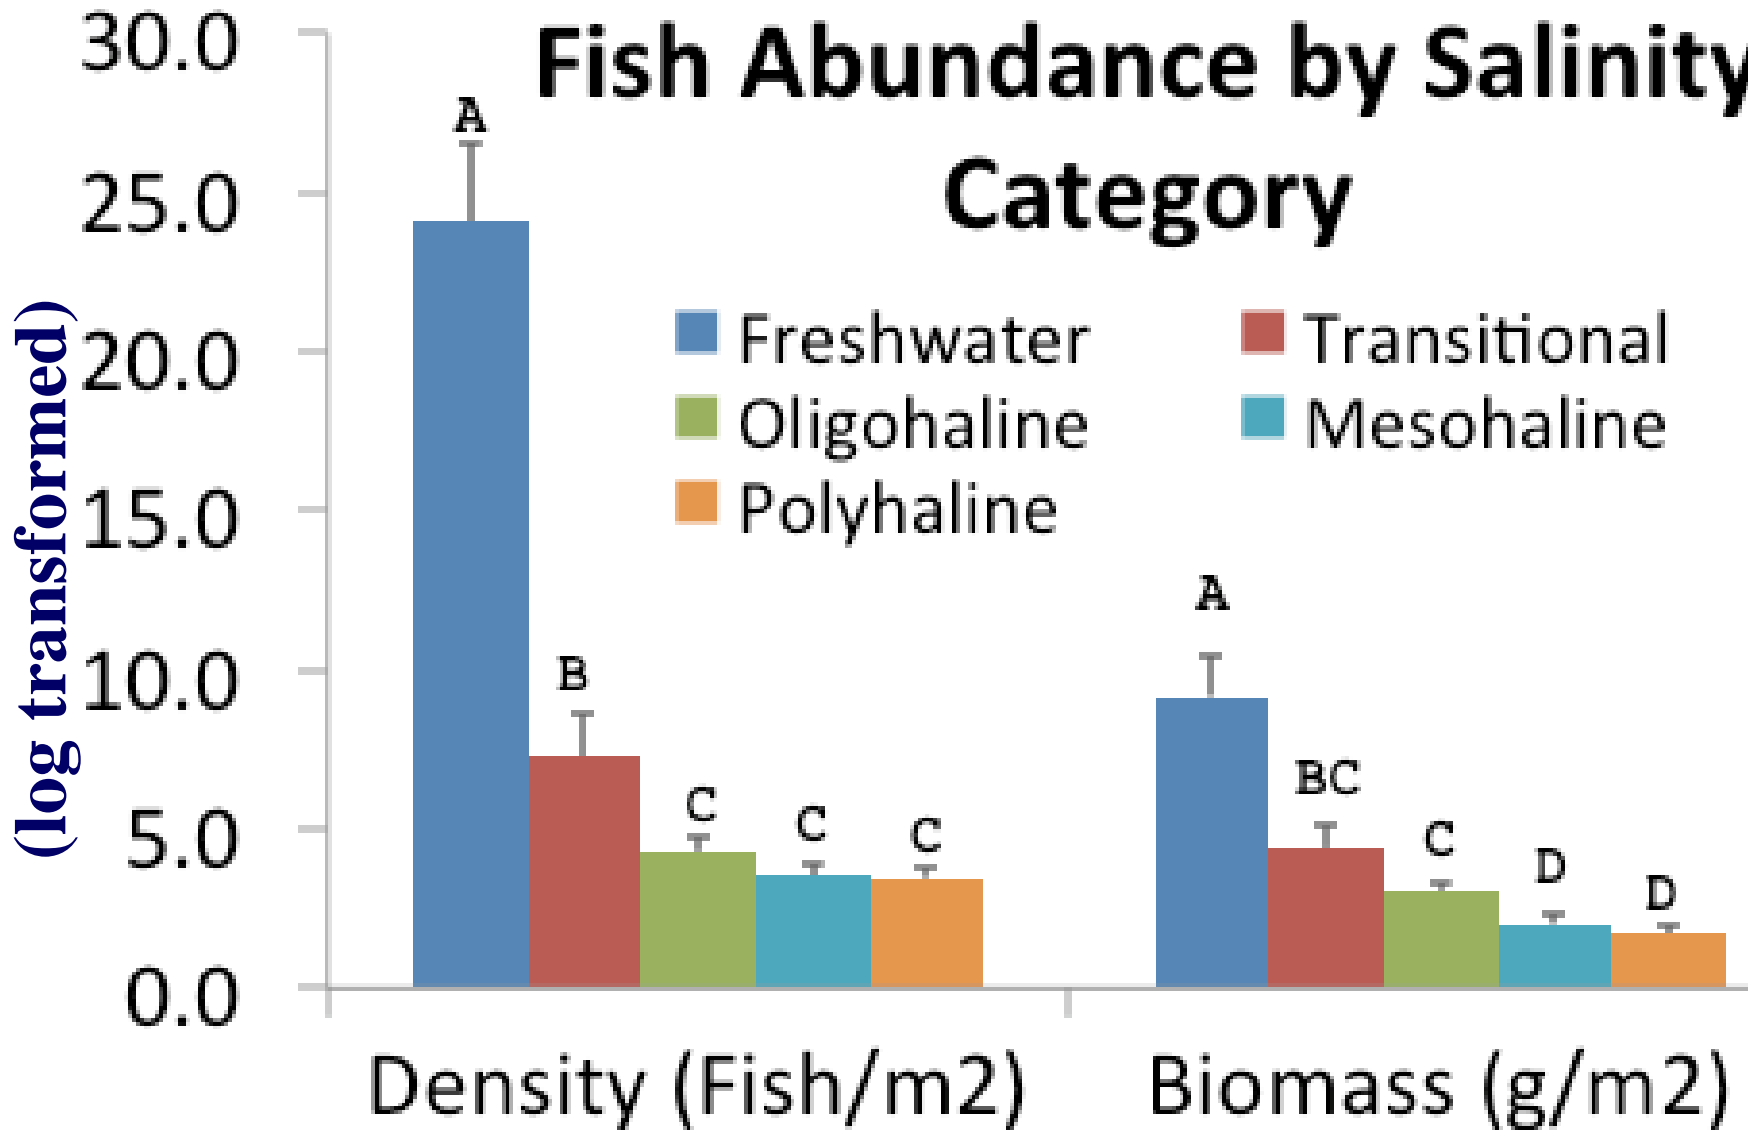 Fish Abundance by Salinity
Category
(log transformed)
30.0
25.0
20.0
15.0
10.0
5.0
0.0
Freshwater
Transitional
Oligohaline
Mesohaline
Polyhaline
A
B
C
C
C
A
BC
C
D
D
Density (Fish/m2)
Biomass (g/m2)